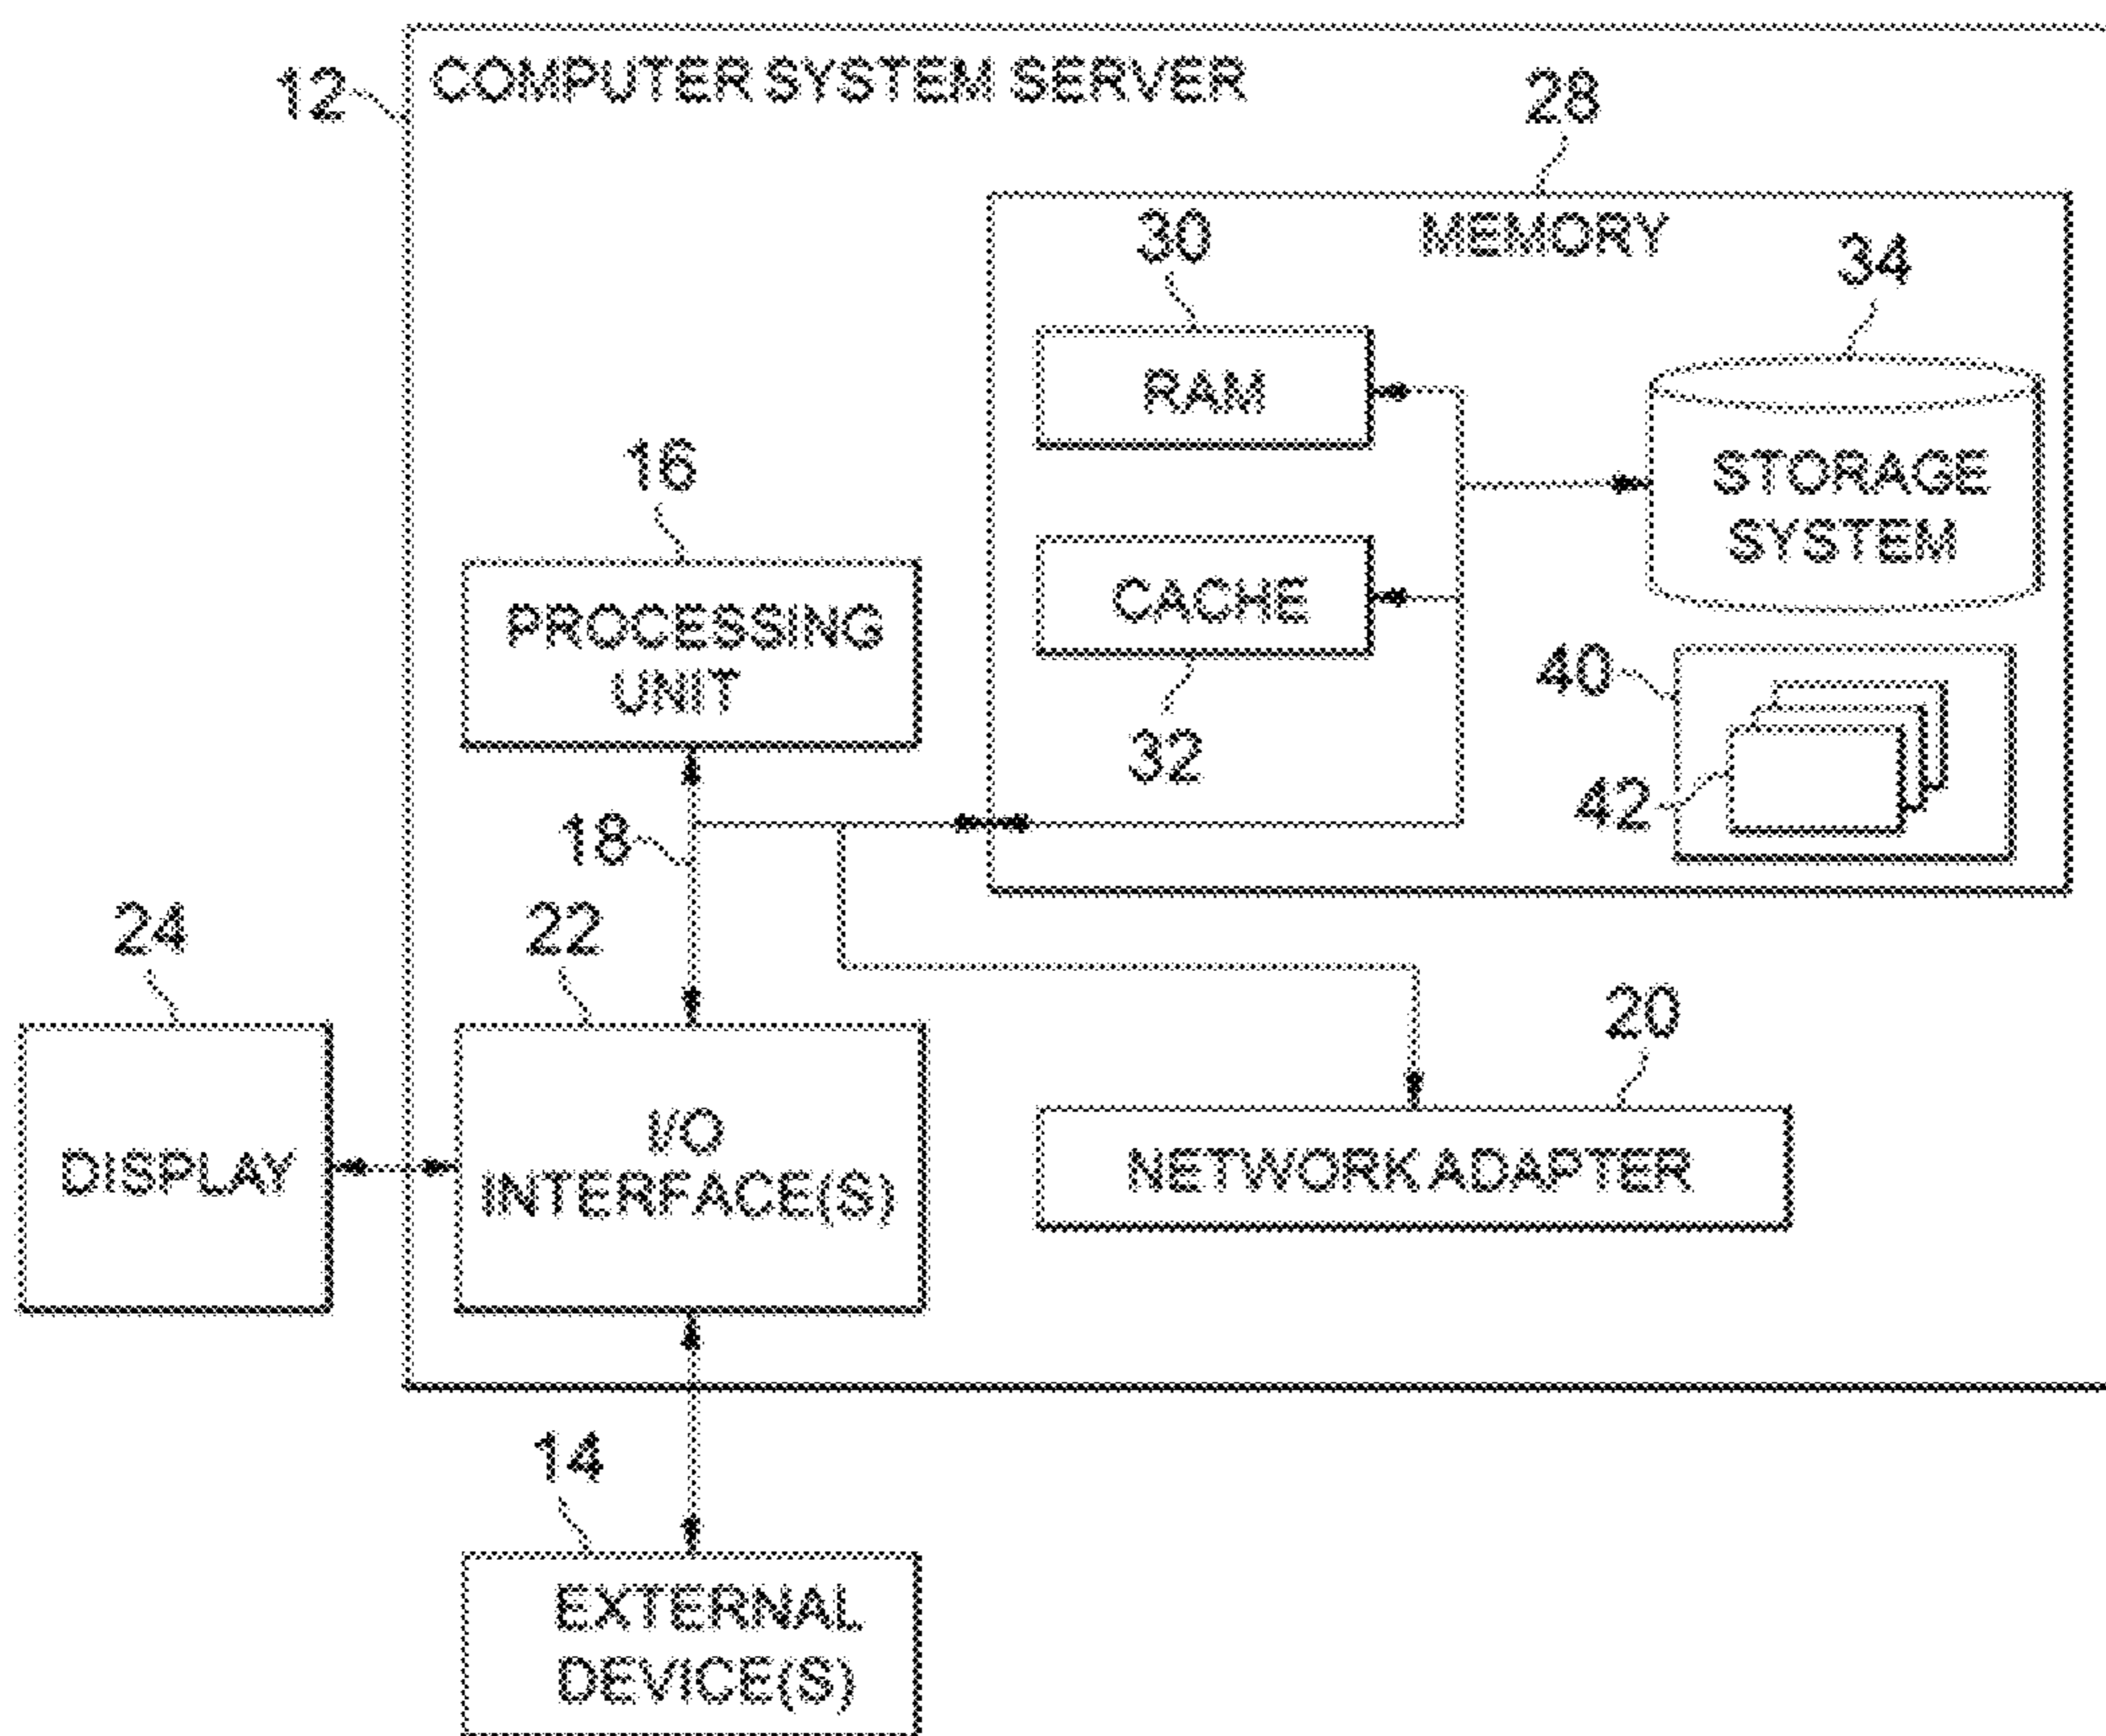 12
COMPUTER SYSTEM SERVER
28
MEMORY
30
34
RAM
STORAGE
SYSTEM
16
PROCESSING
UNIT
CACHE
32
40
42
18
24
22
20
DISPLAY
I/O
INTERFACE(S)
NETWORK ADAPTER
14
EXTERNAL
DEVICE(S)